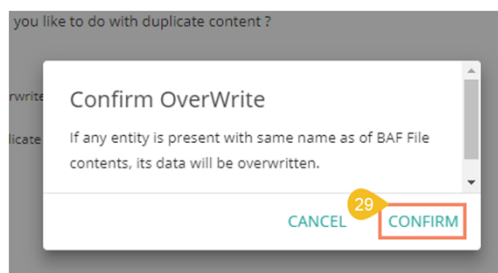 you like to do with duplicate content ?
rwrite
Confirm OverWrite
licate
If any entity is present with same name as of BAF File
contents, its data will be overwritten.
29
CANCEL CONFIRM